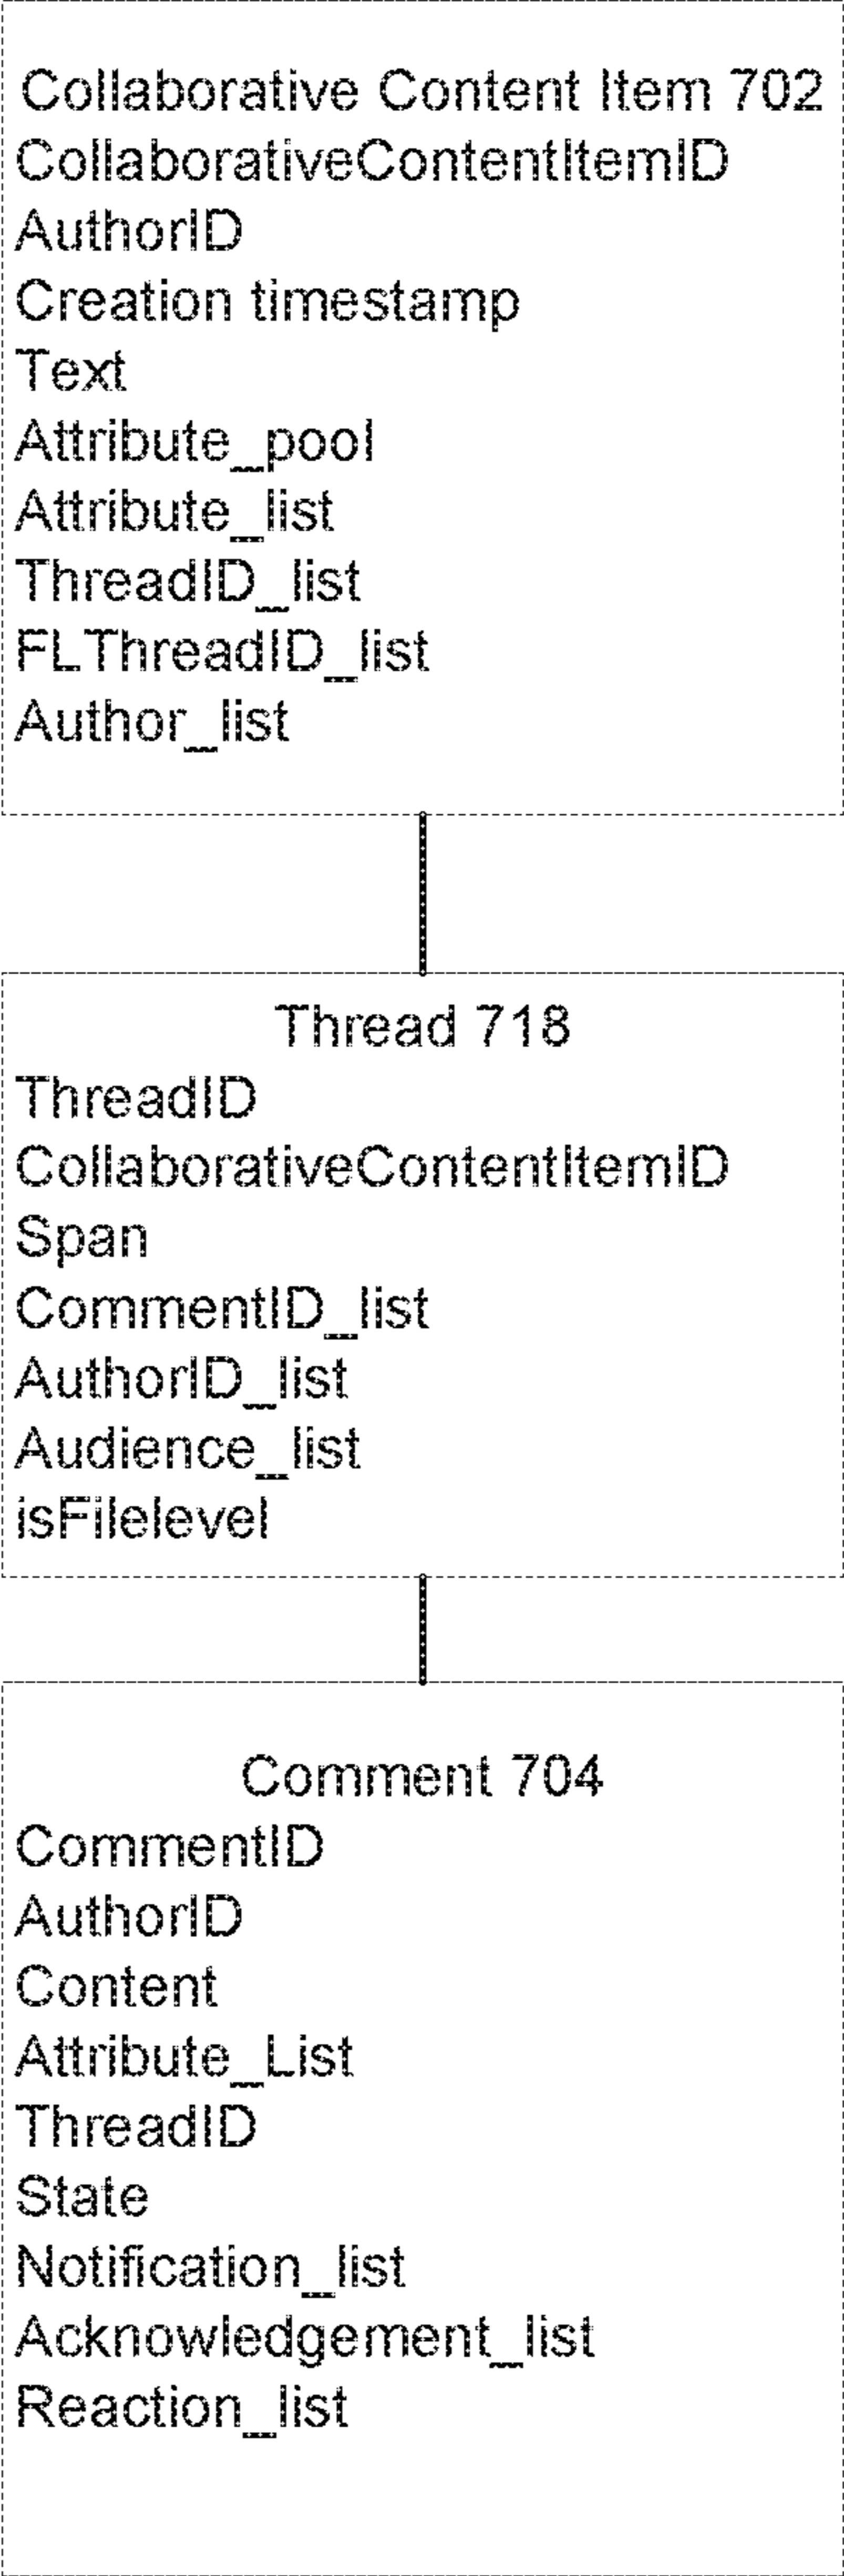 Collaborative Content Item 702
CollaborativeContentItemID
AuthorID
Creation timestamp
Text
Attribute_pool
Attribute_list
ThreadID_list
FLThreadID_list
Author_list
Thread 718
ThreadID
CollaborativeContentItemID
Span
CommentID_list
AuthorID_list
Audience_list
isFilelevel
Comment 704
CommentID
AuthorID
Content
Attribute_List
ThreadID
State
Notification_list
Acknowledgement_list
Reaction_list